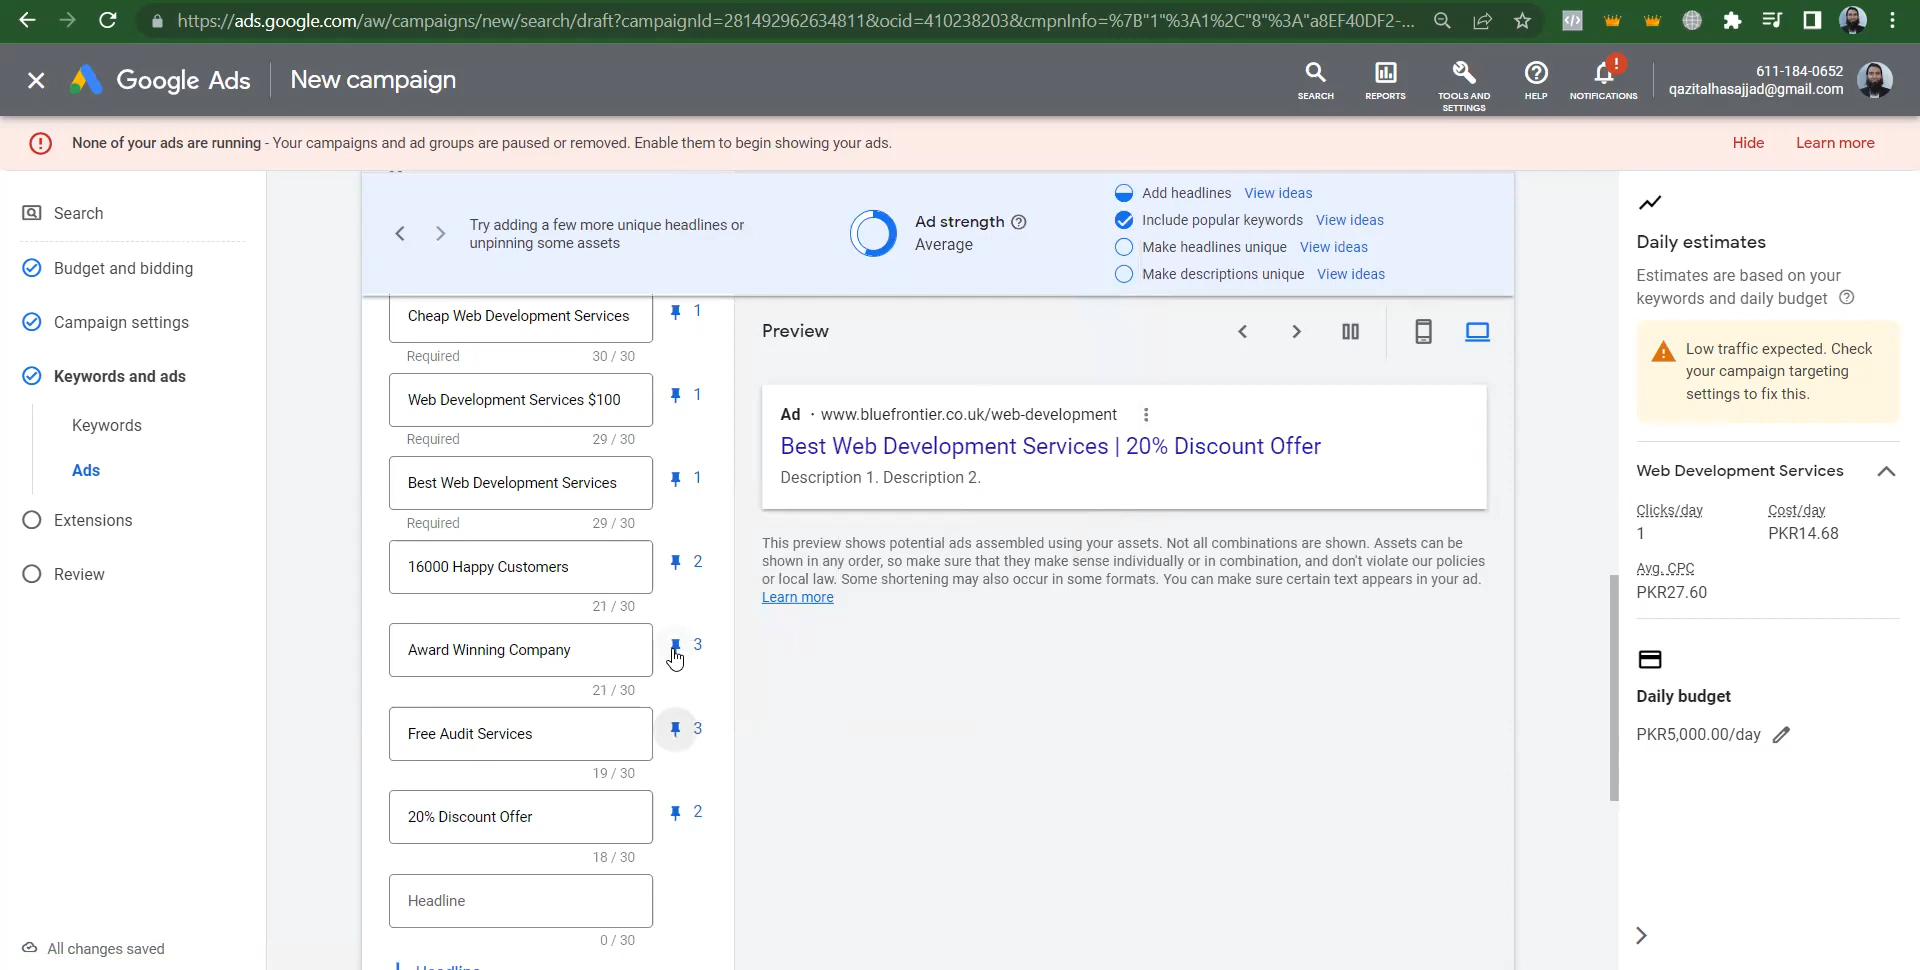 https://ads.google.com/aw/campaigns/new/search/draft?campaignId=281492962634811&ocid=410238203&cmpnInfo=%7B"1"%3A1%2C"8"%3A"a8EF40DF2-...
Google Ads
New campaign
SEARCH
REPORTS
TOOLS AND
SETTINGS
HELP
!
NOTIFICATIONS
611-184-0652
qazitalhasajjad@gmail.com
None of your ads are running - Your campaigns and ad groups are paused or removed. Enable them to begin showing your ads.
Hide
Learn more
Search
Budget and bidding
Campaign settings
Keywords and ads
Keywords
Ads
Extensions
Review
All changes saved
Try adding a few more unique headlines or
unpinning some assets
Ad strength
Average
Add headlines View ideas
Include popular keywords View ideas
Make headlines unique View ideas
Make descriptions unique View ideas
Cheap Web Development Services
1
Required
30 / 30
Web Development Services $100
1
Required
29 / 30
Best Web Development Services
1
Required
29 / 30
16000 Happy Customers
2
21 / 30
Award Winning Company
3
21 / 30
Free Audit Services
3
19 / 30
20% Discount Offer
2
18 / 30
Headline
0 / 30
Headline
Preview
Ad · www.bluefrontier.co.uk/web-development
Best Web Development Services | 20% Discount Offer
Description 1. Description 2.
This preview shows potential ads assembled using your assets. Not all combinations are shown. Assets can be
shown in any order, so make sure that they make sense individually or in combination, and don't violate our policies
or local law. Some shortening may also occur in some formats. You can make sure certain text appears in your ad.
Learn more
Daily estimates
Estimates are based on your
keywords and daily budget
Low traffic expected. Check
your campaign targeting
settings to fix this.
Web Development Services
Clicks/day
1
Cost/day
PKR14.68
Avg. CPC
PKR27.60
Daily budget
PKR5,000.00/day